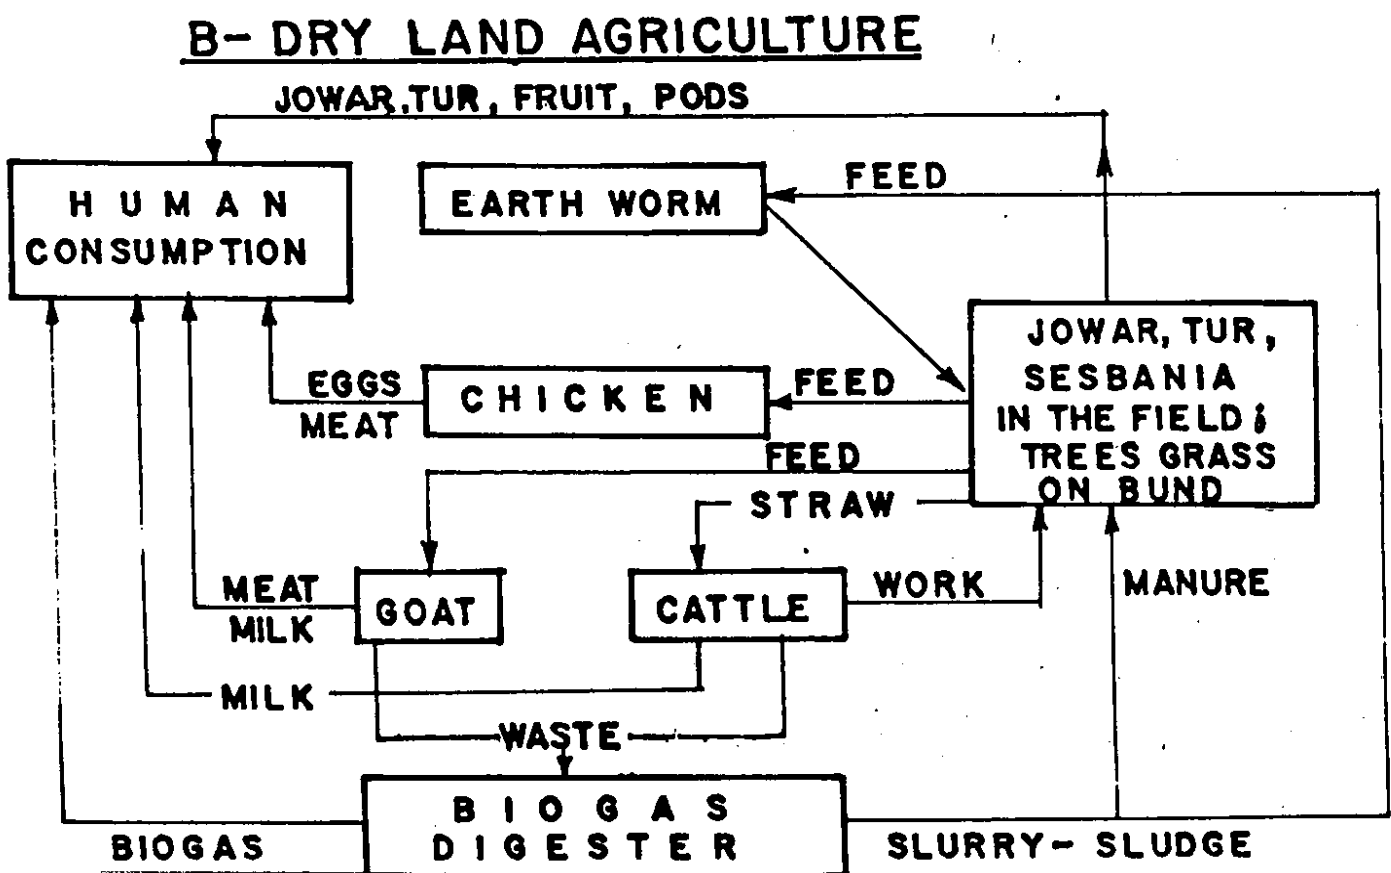 B- DRY LAND AGRICULTURE
JOWAR, TUR, FRUIT, PODS
HUMAN
CONSUMPTION
EARTH WORM
FEED
JOWAR, TUR,
SESBANIA
IN THE FIELD;
TREES GRASS
ON BUND
EGGS
MEAT
CHICKEN
FEED
FEED
STRAW
MEAT
MILK
GOAT
CATTLE
WORK
MANURE
MILK
WASTE
BIOGAS
DIGESTER
BIOGAS
SLURRY- SLUDGE